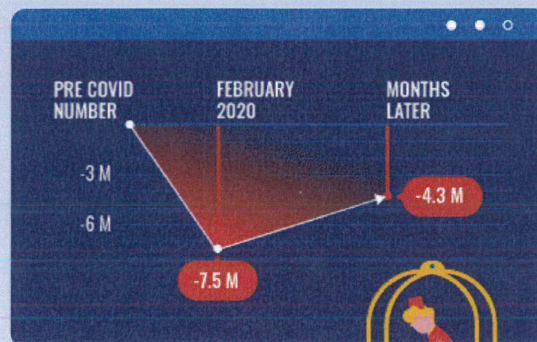 PRE COVID
NUMBER
FEBRUARY
2020
MONTHS
LATER
-3 M
-6 M
-4.3 M
-7.5 M